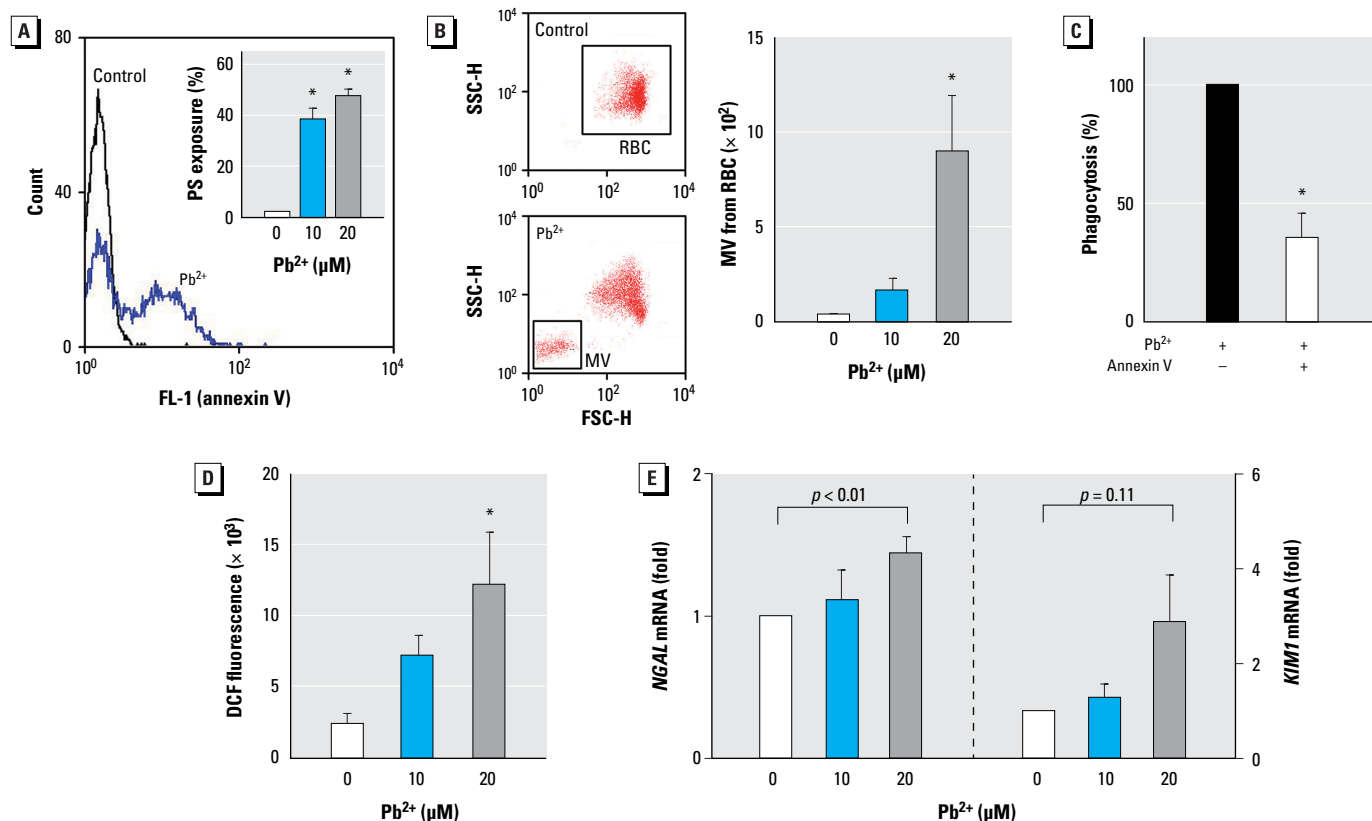 A
80
40
0
Count
Control
Pb²⁺
10⁰
10²
10⁴
FL-1 (annexin V)
60
40
20
0
PS exposure (%)
*
*
0
10
20
Pb²⁺ (µM)
B
10⁴
10²
10⁰
SSC-H
Control
RBC
10⁰
10²
10⁴
10⁴
10²
10⁰
SSC-H
Pb²⁺
MV
10⁰
10²
10⁴
FSC-H
15
10
5
0
MV from RBC (× 10²)
*
0
10
20
Pb²⁺ (µM)
C
100
50
0
Phagocytosis (%)
*
Pb²⁺ + +
Annexin V – +
D
20
15
10
5
0
DCF fluorescence (× 10³)
*
0
10
20
Pb²⁺ (µM)
E
2
1
0
NGAL mRNA (fold)
p < 0.01
p = 0.11
6
4
2
0
KIM1 mRNA (fold)
0
10
20
0
10
20
Pb²⁺ (µM)